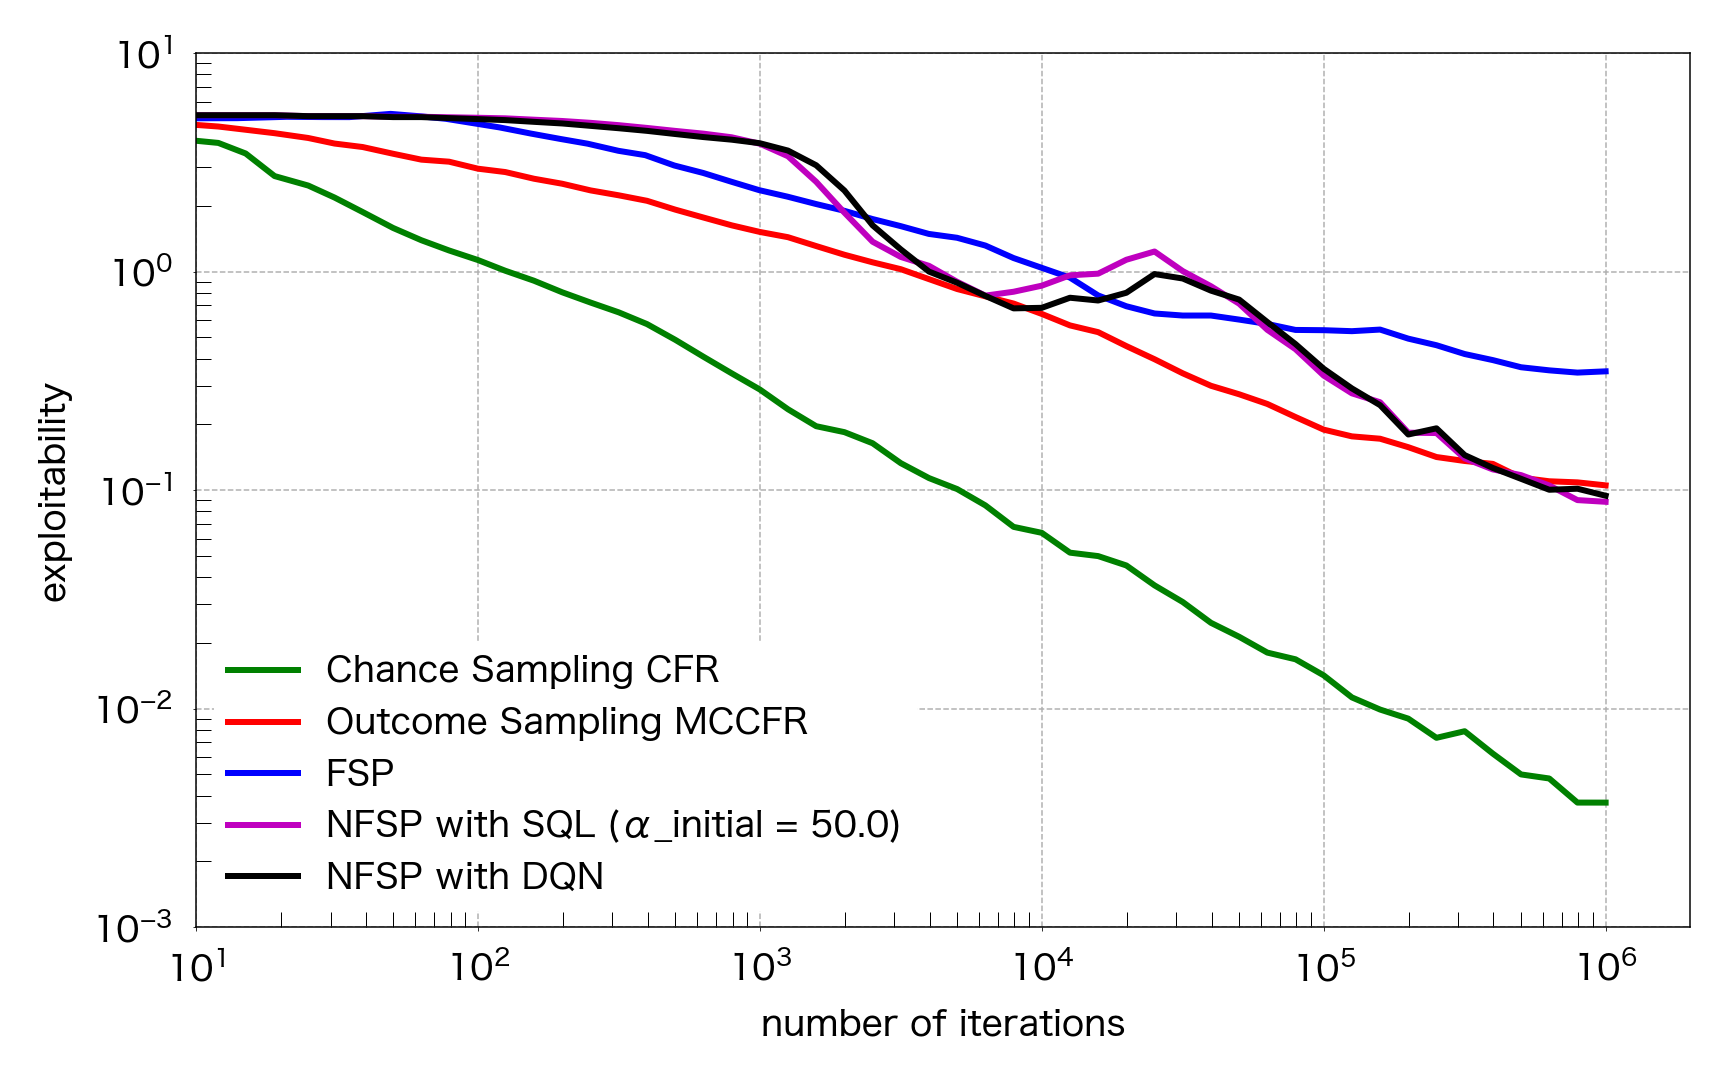 10¹
10⁰
10⁻¹
10⁻²
10⁻³
exploitability
Chance Sampling CFR
Outcome Sampling MCCFR
FSP
NFSP with SQL (α_initial = 50.0)
NFSP with DQN
10¹ 10² 10³ 10⁴ 10⁵ 10⁶
number of iterations